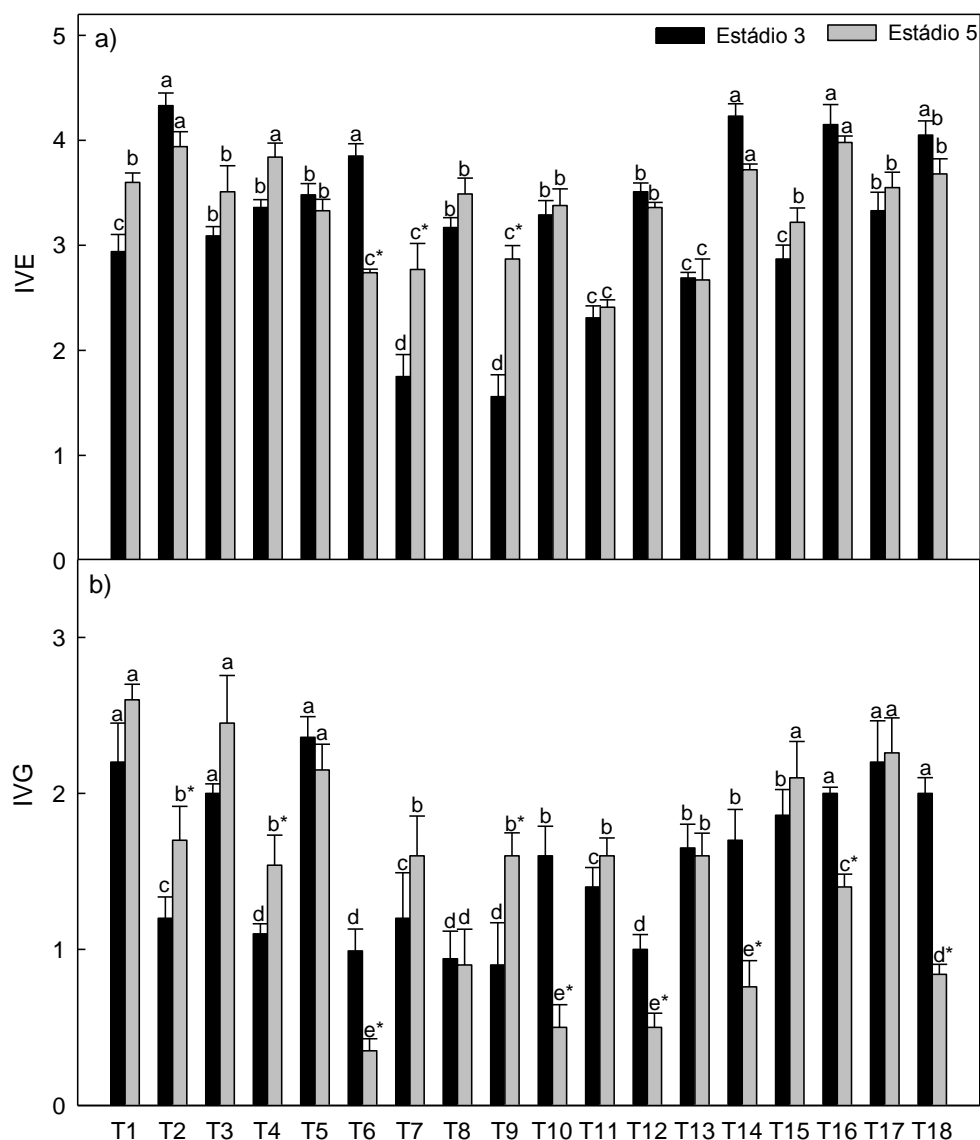 a)
Estádio 3 Estádio 5
5
a a a a
a b a a b
4 b b a b b b a b b
b b b b b b b b
c c* c* c* c c c
3 c c
IVE
d d
2
1
0
b)
3
a a
a a a a a a a a
IVG
2 a b* b* b b* b b b b b a
c c c c*
d d d d d d d*
1 e* e* e* e*
0
T1 T2 T3 T4 T5 T6 T7 T8 T9 T10 T11 T12 T13 T14 T15 T16 T17 T18